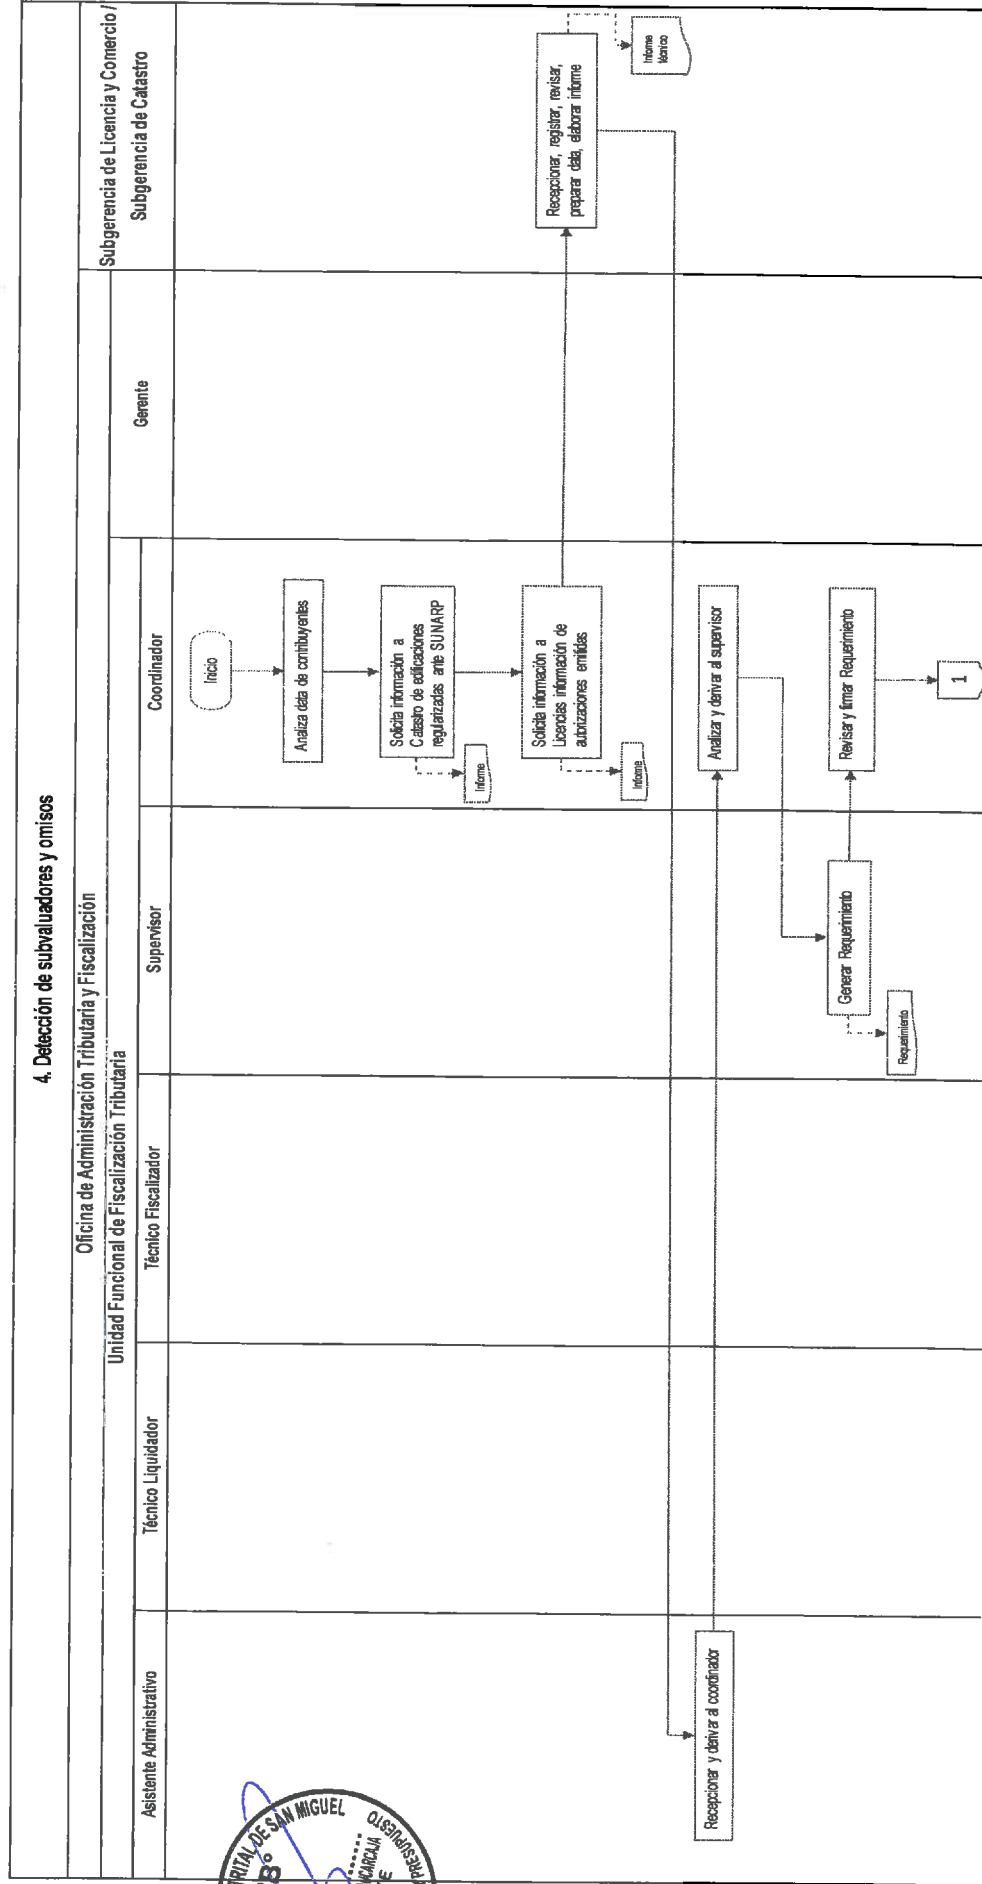 4. Detección de subvaluadores y omisos
Oficina de Administración Tributaria y Fiscalización
Subgerencia de Licencia y Comercio /
Subgerencia de Catastro
Unidad Funcional de Fiscalización Tributaria
Asistente Administrativo
Técnico Liquidador
Técnico Fiscalizador
Supervisor
Coordinador
Gerente
Inicio
Analiza data de contribuyentes
Solicita información a
Catastro de edificaciones
regularizadas ante SUNARP
Informe
Solicita información a
Licencias información de
autorizaciones emitidas
Informe
Recepcionar, registrar, revisar,
preparar data, elaborar informe
Informe
técnico
Recepcionar y derivar al coordinador
Analizar y derivar al supervisor
Generar Requerimiento
Requerimiento
Revisar y firmar Requerimiento
1
DE SAN MIGUEL
B°
PRESUPUESTO